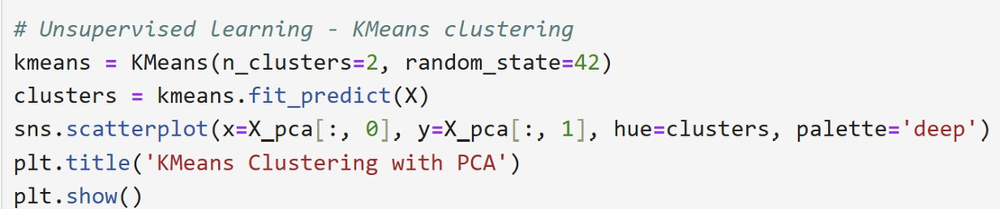 # Unsupervised learning - KMeans clustering
kmeans = KMeans(n_clusters=2, random_state=42)
clusters = kmeans.fit_predict(X)
sns.scatterplot(x=X_pca[:, 0], y=X_pca[:, 1], hue=clusters, palette='deep')
plt.title('KMeans Clustering with PCA')
plt.show()